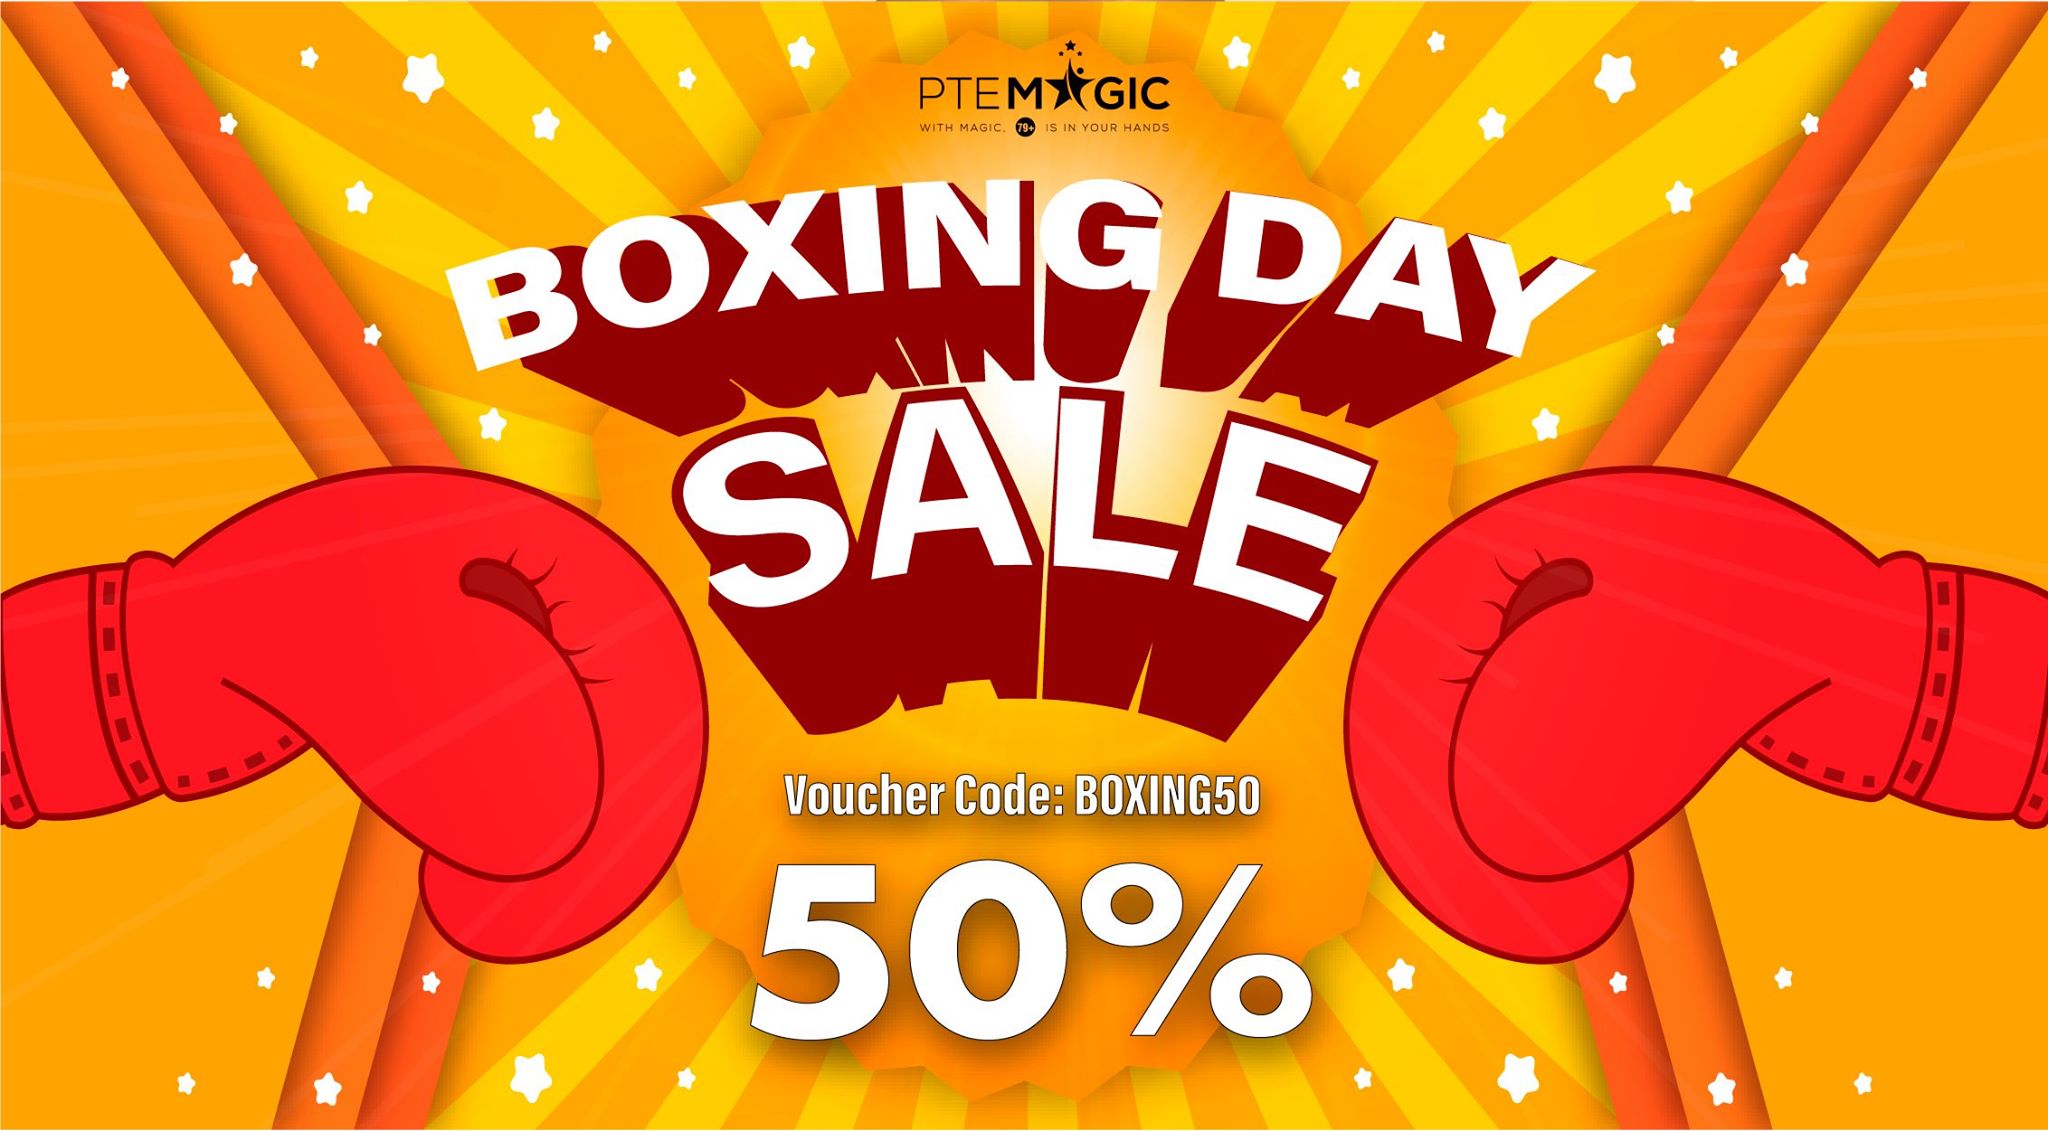 PTEMAGIC
WITH MAGIC, 79+ IS IN YOUR HANDS
BOXING DAY
SALE
Voucher Code: BOXING50
50%